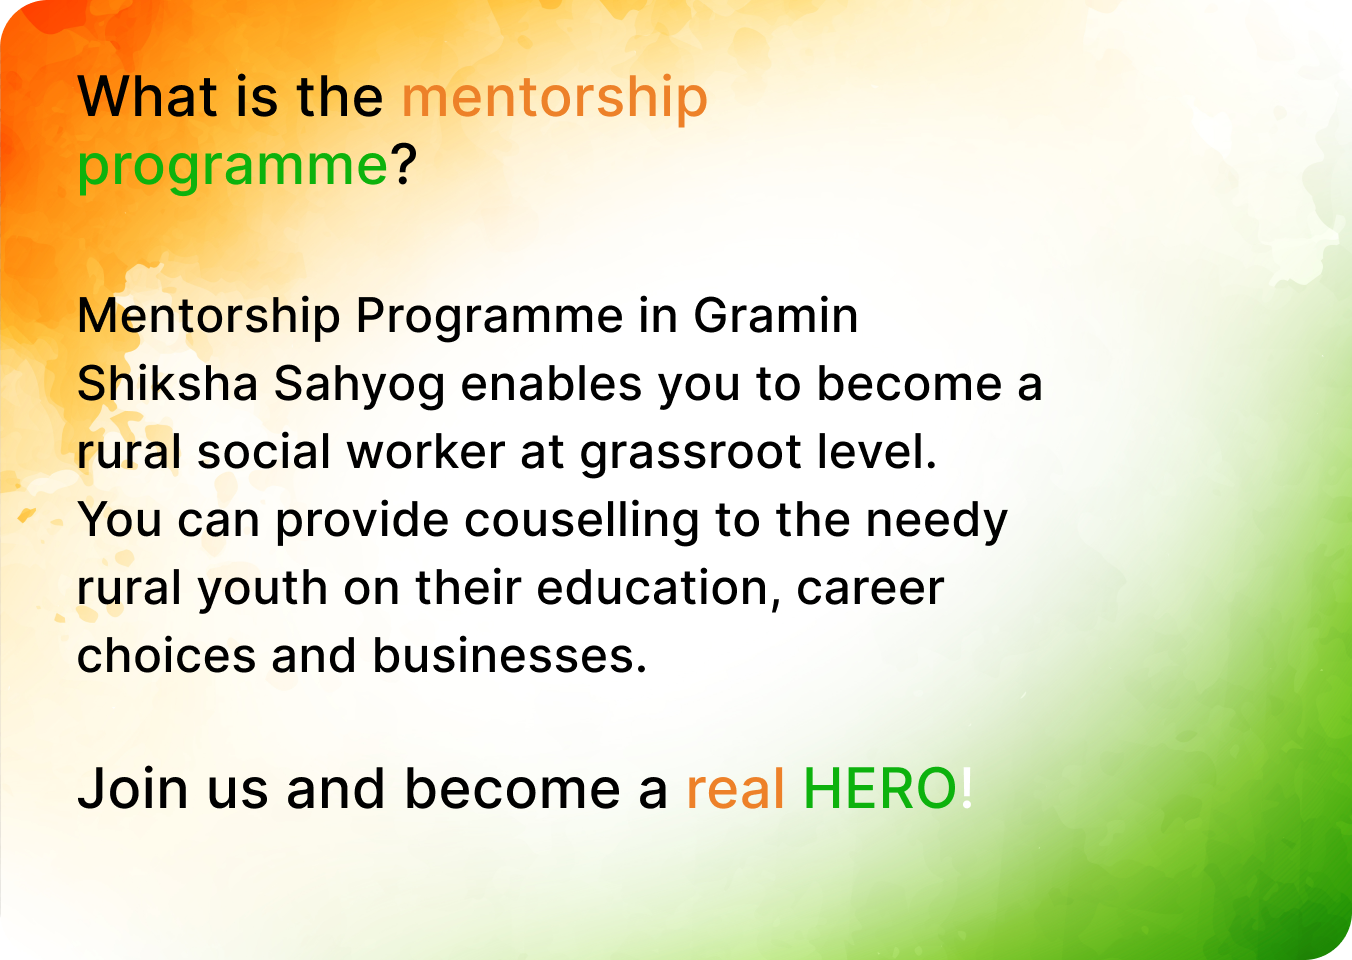 What is the mentorship
programme?
Mentorship Programme in Gramin
Shiksha Sahyog enables you to become a
rural social worker at grassroot level.
You can provide couselling to the needy
rural youth on their education, career
choices and businesses.
Join us and become a real HERO!